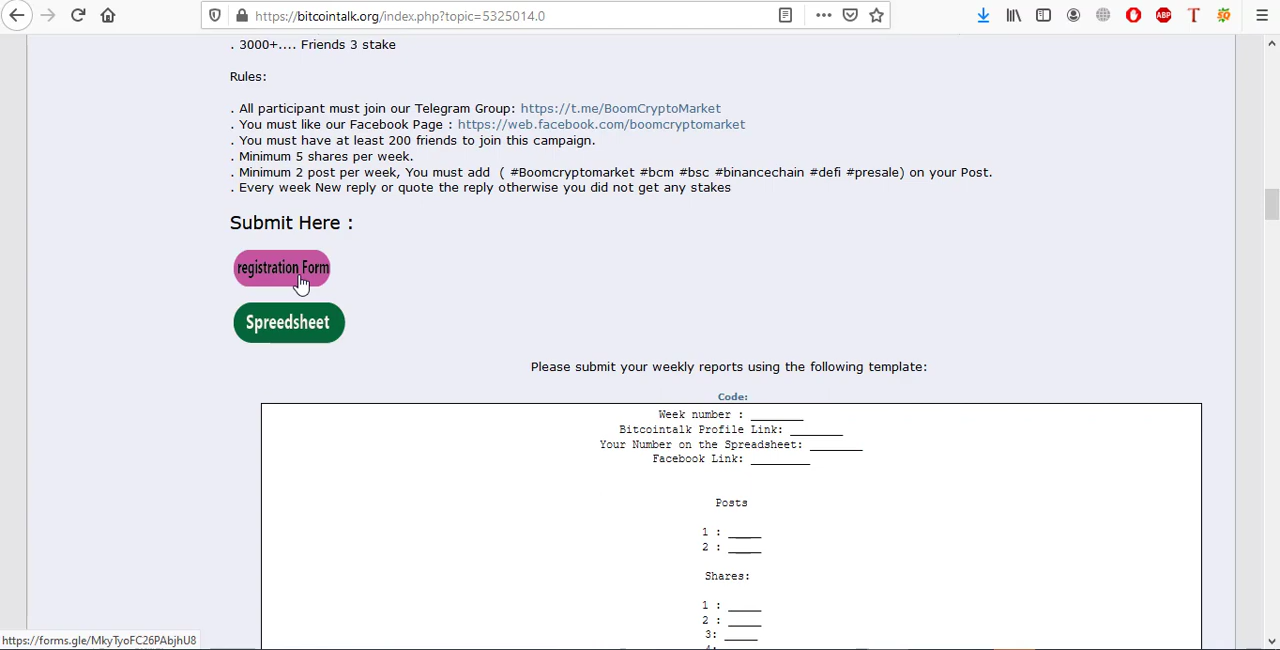 https://bitcointalk.org/index.php?topic=5325014.0
ABP
T
. 3000+.... Friends 3 stake
Rules:
. All participant must join our Telegram Group: https://t.me/BoomCryptoMarket
. You must like our Facebook Page : https://web.facebook.com/boomcryptomarket
. You must have at least 200 friends to join this campaign.
. Minimum 5 shares per week.
. Minimum 2 post per week, You must add ( #Boomcryptomarket #bcm #bsc #binancechain #defi #presale) on your Post.
. Every week New reply or quote the reply otherwise you did not get any stakes
Submit Here :
registration Form
Spreedsheet
Please submit your weekly reports using the following template:
Code:
Week number : ________
Bitcointalk Profile Link: ________
Your Number on the Spreadsheet: ________
Facebook Link: _________
Posts
1 : _____
2 : _____
Shares:
1 : _____
2 : _____
3: _____
https://forms.gle/MkyTyoFC26PAbjhU8